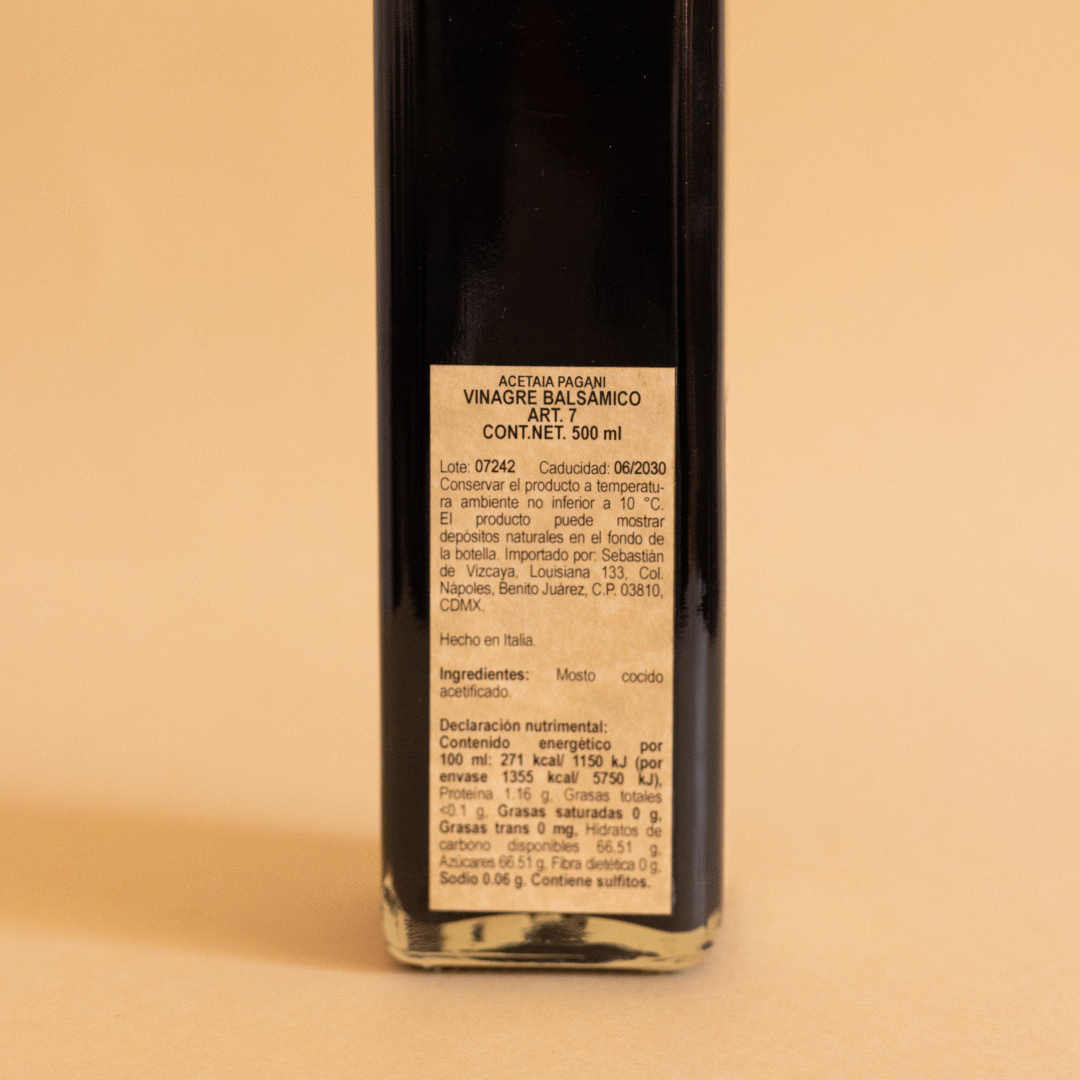 ACETAIA PAGANI
VINAGRE BALSÁMICO
ART. 7
CONT.NET. 500 ml
Lote: 07242 Caducidad: 06/2030
Conservar el producto a temperatu-
ra ambiente no inferior a 10 °C.
El producto puede mostrar
depósitos naturales en el fondo de
la botella. Importado por: Sebastián
de Vizcaya, Louisiana 133, Col.
Nápoles, Benito Juárez, C.P. 03810,
CDMX.
Hecho en Italia.
Ingredientes: Mosto cocido
acetificado.
Declaración nutrimental:
Contenido energético por
100 ml: 271 kcal/ 1150 kJ (por
envase 1355 kcal/ 5750 kJ),
Proteína 1.16 g, Grasas totales
<0.1 g, Grasas saturadas 0 g,
Grasas trans 0 mg, Hidratos de
carbono disponibles 66.51 g,
Azúcares 66.51 g, Fibra dietética 0 g,
Sodio 0.06 g. Contiene sulfitos.